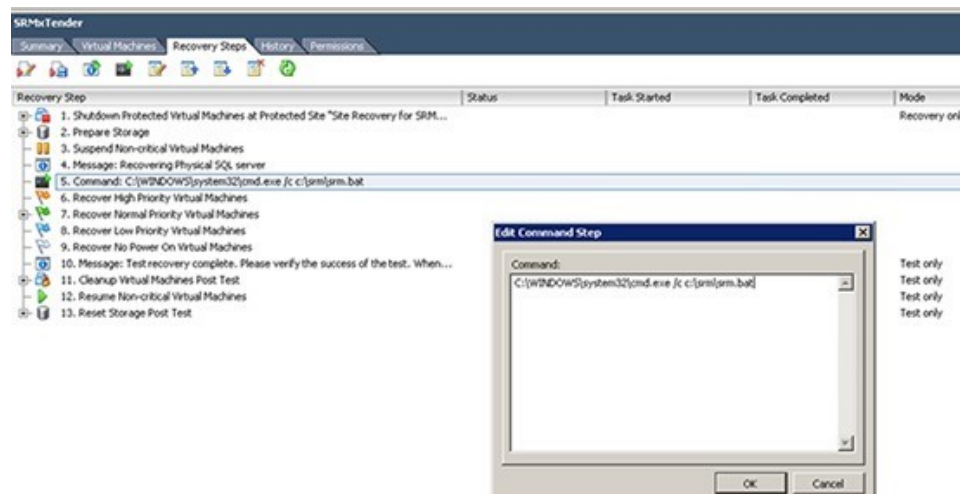 SRMxTender
Summary Virtual Machines Recovery Steps History Permissions
Recovery Step Status Task Started Task Completed Mode
1. Shutdown Protected Virtual Machines at Protected Site "Site Recovery for SRM... Recovery onl
2. Prepare Storage
3. Suspend Non-critical Virtual Machines
4. Message: Recovering Physical SQL server
5. Command: C:\WINDOWS\system32\cmd.exe /c c:\srm\srm.bat
6. Recover High Priority Virtual Machines
7. Recover Normal Priority Virtual Machines
8. Recover Low Priority Virtual Machines
9. Recover No Power On Virtual Machines
10. Message: Test recovery complete. Please verify the success of the test. When... Test only
11. Cleanup Virtual Machines Post Test Test only
12. Resume Non-critical Virtual Machines Test only
13. Reset Storage Post Test Test only
Edit Command Step
Command:
C:\WINDOWS\system32\cmd.exe /c c:\srm\srm.bat
OK Cancel